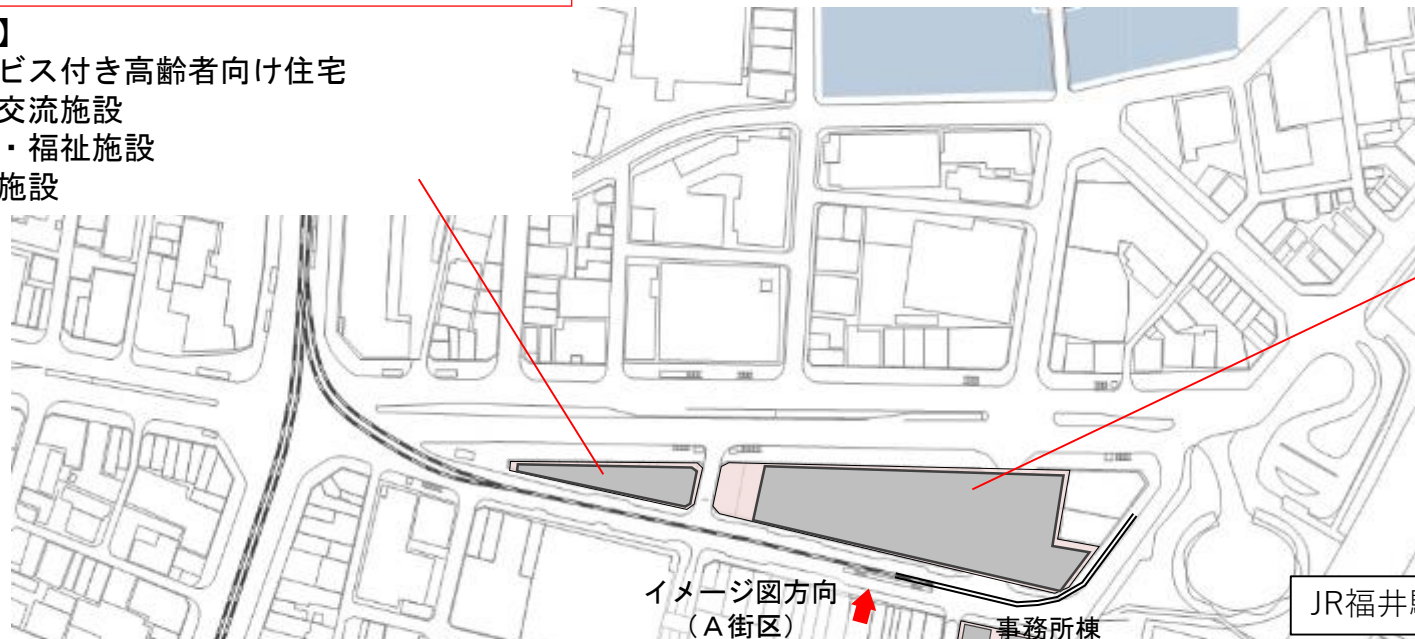 】
ビス付き高齢者向け住宅
交流施設
・福祉施設
施設
イメージ図方向
（Ａ街区）
事務所棟
JR福井